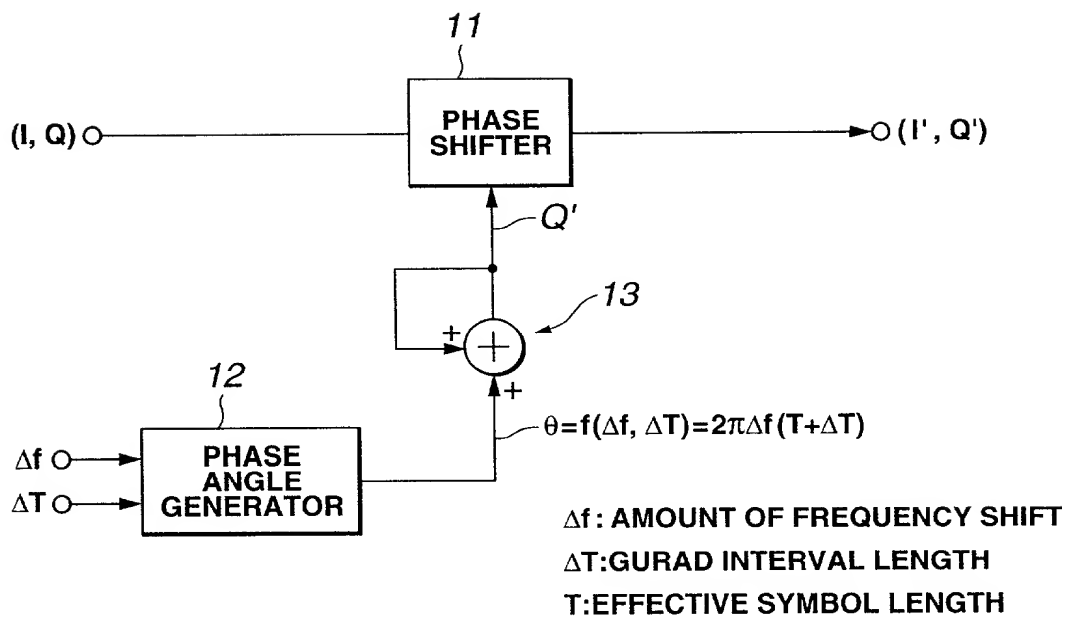 11
PHASE
SHIFTER
(I, Q)
(I', Q')
Q'
13
+
+
+
12
θ=f(Δf, ΔT)=2πΔf(T+ΔT)
Δf
ΔT
PHASE
ANGLE
GENERATOR
Δf: AMOUNT OF FREQUENCY SHIFT
ΔT:GURAD INTERVAL LENGTH
T:EFFECTIVE SYMBOL LENGTH